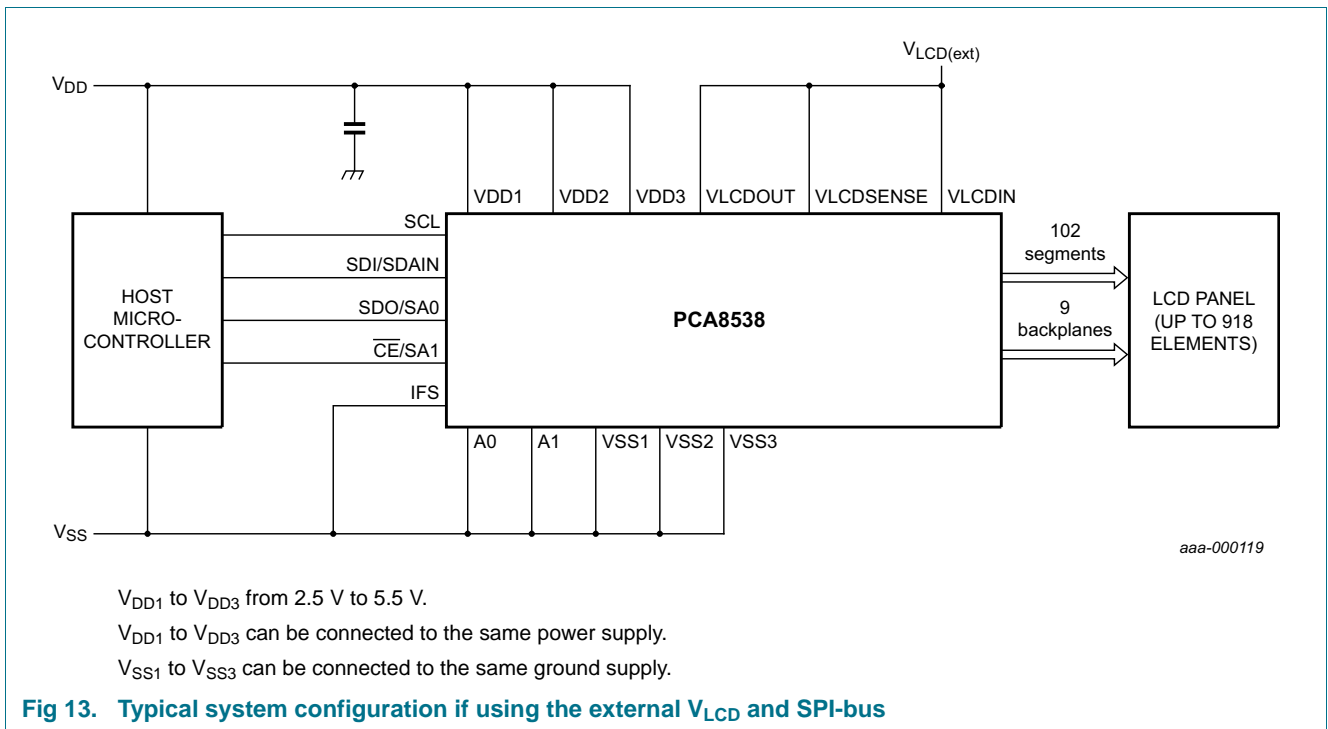 VLCD(ext)
VDD
VDD1 VDD2 VDD3 VLCDOUT VLCDSENSE VLCDIN
SCL
SDI/SDAIN
SDO/SA0
CE/SA1
IFS
HOST
MICRO-
CONTROLLER
PCA8538
102
segments
9
backplanes
LCD PANEL
(UP TO 918
ELEMENTS)
A0 A1 VSS1 VSS2 VSS3
VSS
aaa-000119
VDD1 to VDD3 from 2.5 V to 5.5 V.
VDD1 to VDD3 can be connected to the same power supply.
VSS1 to VSS3 can be connected to the same ground supply.
Fig 13. Typical system configuration if using the external VLCD and SPI-bus